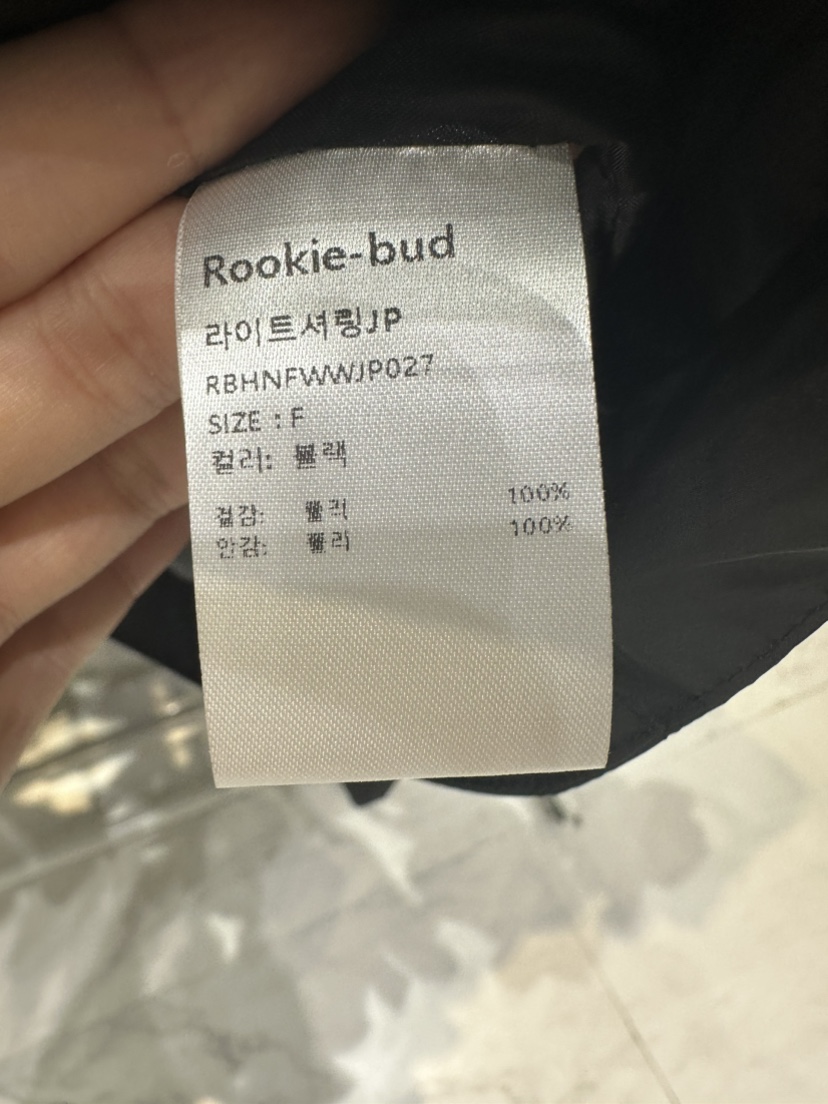 Rookie-bud
라이트셔링JP
RBHNFWWJP027
SIZE : F
컬러: 블랙
겉감: 폴리 100%
안감: 폴리 100%